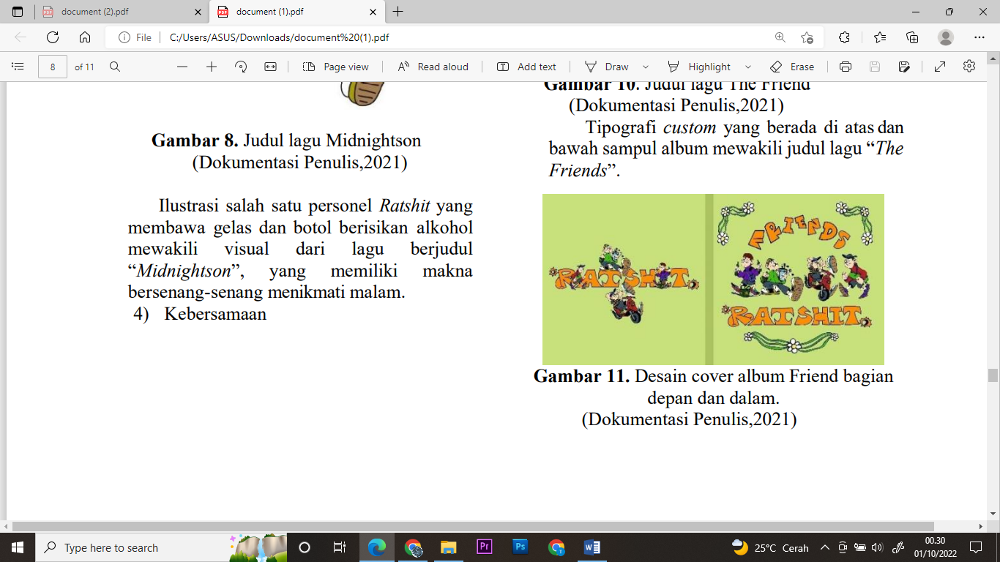 document (2).pdf
document (1).pdf
File
C:/Users/ASUS/Downloads/document%20(1).pdf
8
of 11
Page view
Read aloud
Add text
Draw
Highlight
Erase
Gambar 8. Judul lagu Midnightson
(Dokumentasi Penulis,2021)
Ilustrasi salah satu personel Ratshit yang
membawa gelas dan botol berisikan alkohol
mewakili visual dari lagu berjudul
“Midnightson”, yang memiliki makna
bersenang-senang menikmati malam.
4) Kebersamaan
Gambar 10. Judul lagu The Friend
(Dokumentasi Penulis,2021)
Tipografi custom yang berada di atas dan
bawah sampul album mewakili judul lagu “The
Friends”.
RATSHIT
FRIENDS
RATSHIT
Gambar 11. Desain cover album Friend bagian
depan dan dalam.
(Dokumentasi Penulis,2021)
Type here to search
Pr
Ps
25°C Cerah
00.30
01/10/2022